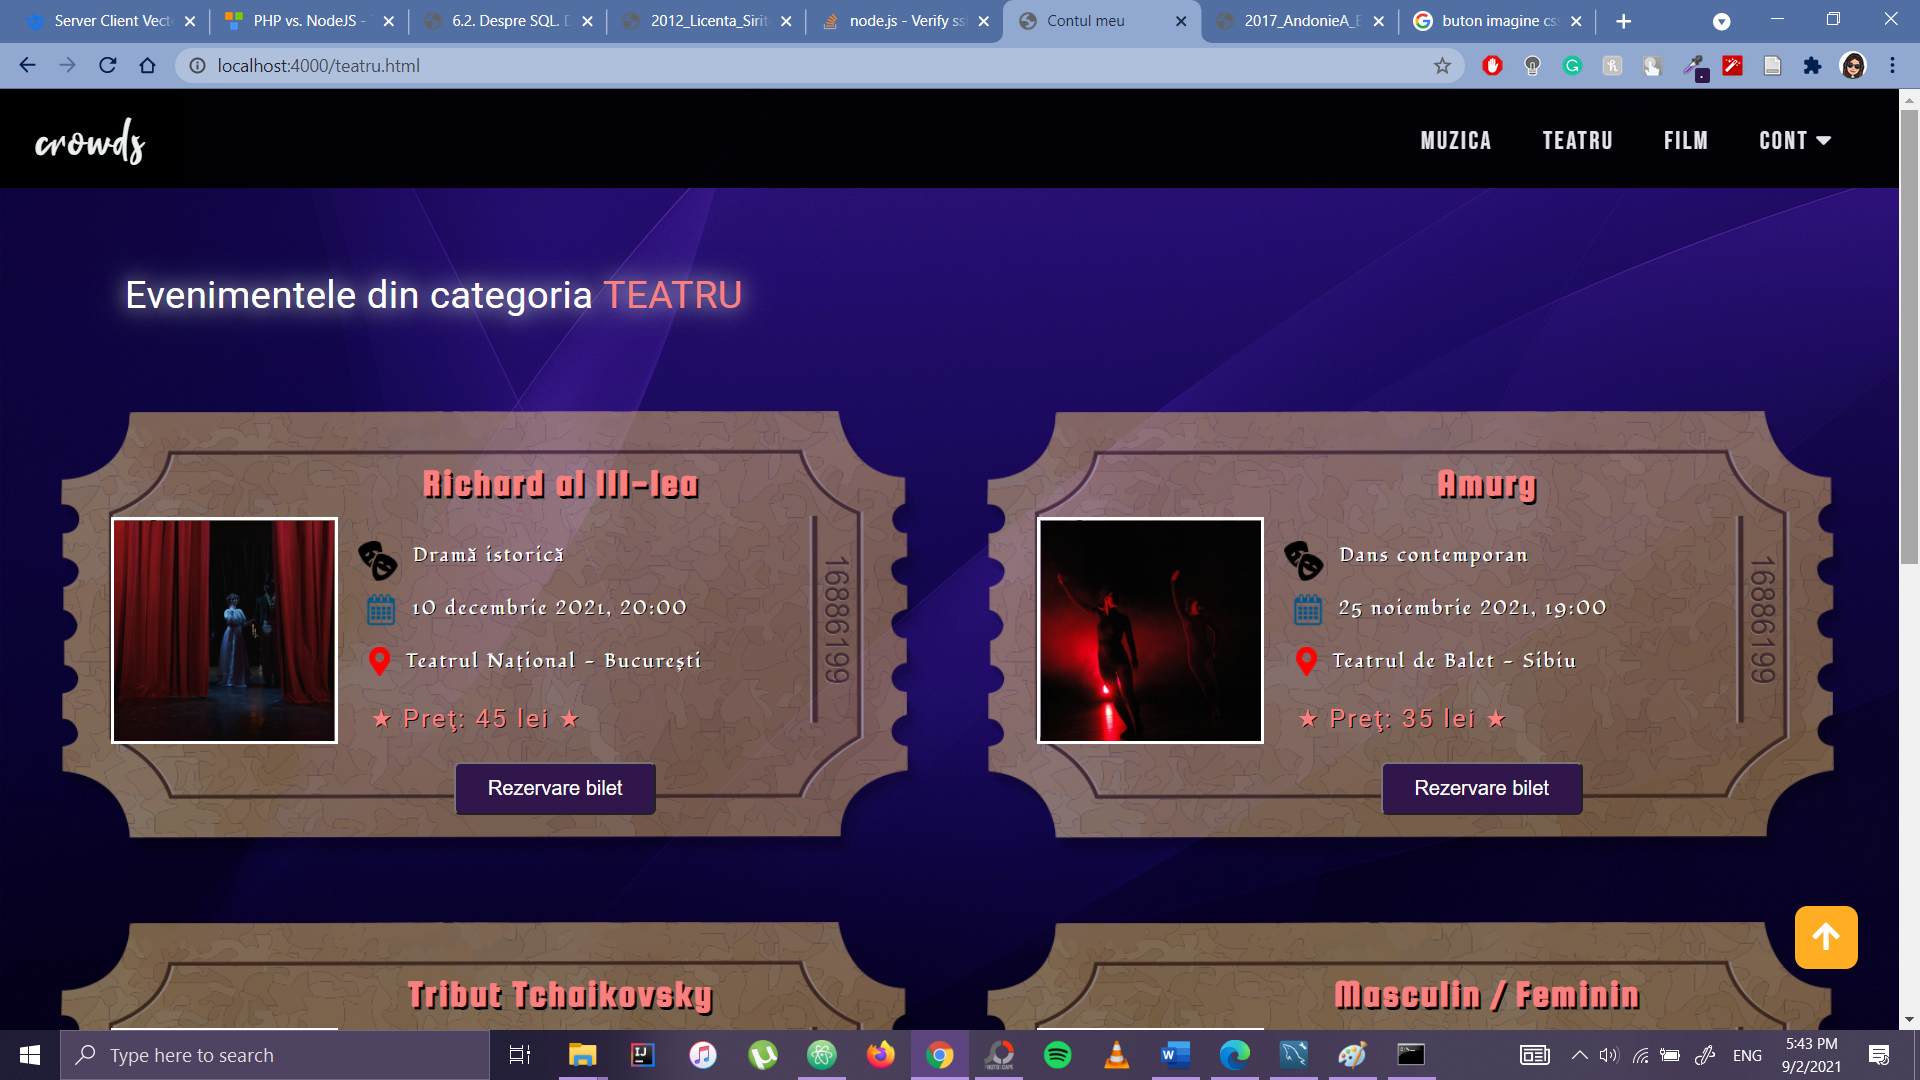 Server Client Vect
PHP vs. NodeJS -
6.2. Despre SQL. D
2012_Licenta_Sirit
node.js - Verify ssl
Contul meu
2017_AndonieA_E
buton imagine css
localhost:4000/teatru.html
crowds
MUZICA
TEATRU
FILM
CONT
Evenimentele din categoria TEATRU
Richard al III-lea
Dramă istorică
10 decembrie 2021, 20:00
Teatrul Național - București
★ Preţ: 45 lei ★
Rezervare bilet
16886199
Amurg
Dans contemporan
25 noiembrie 2021, 19:00
Teatrul de Balet - Sibiu
★ Preţ: 35 lei ★
Rezervare bilet
16886199
Tribut Tchaikovsky
Masculin / Feminin
Type here to search
ENG
5:43 PM
9/2/2021